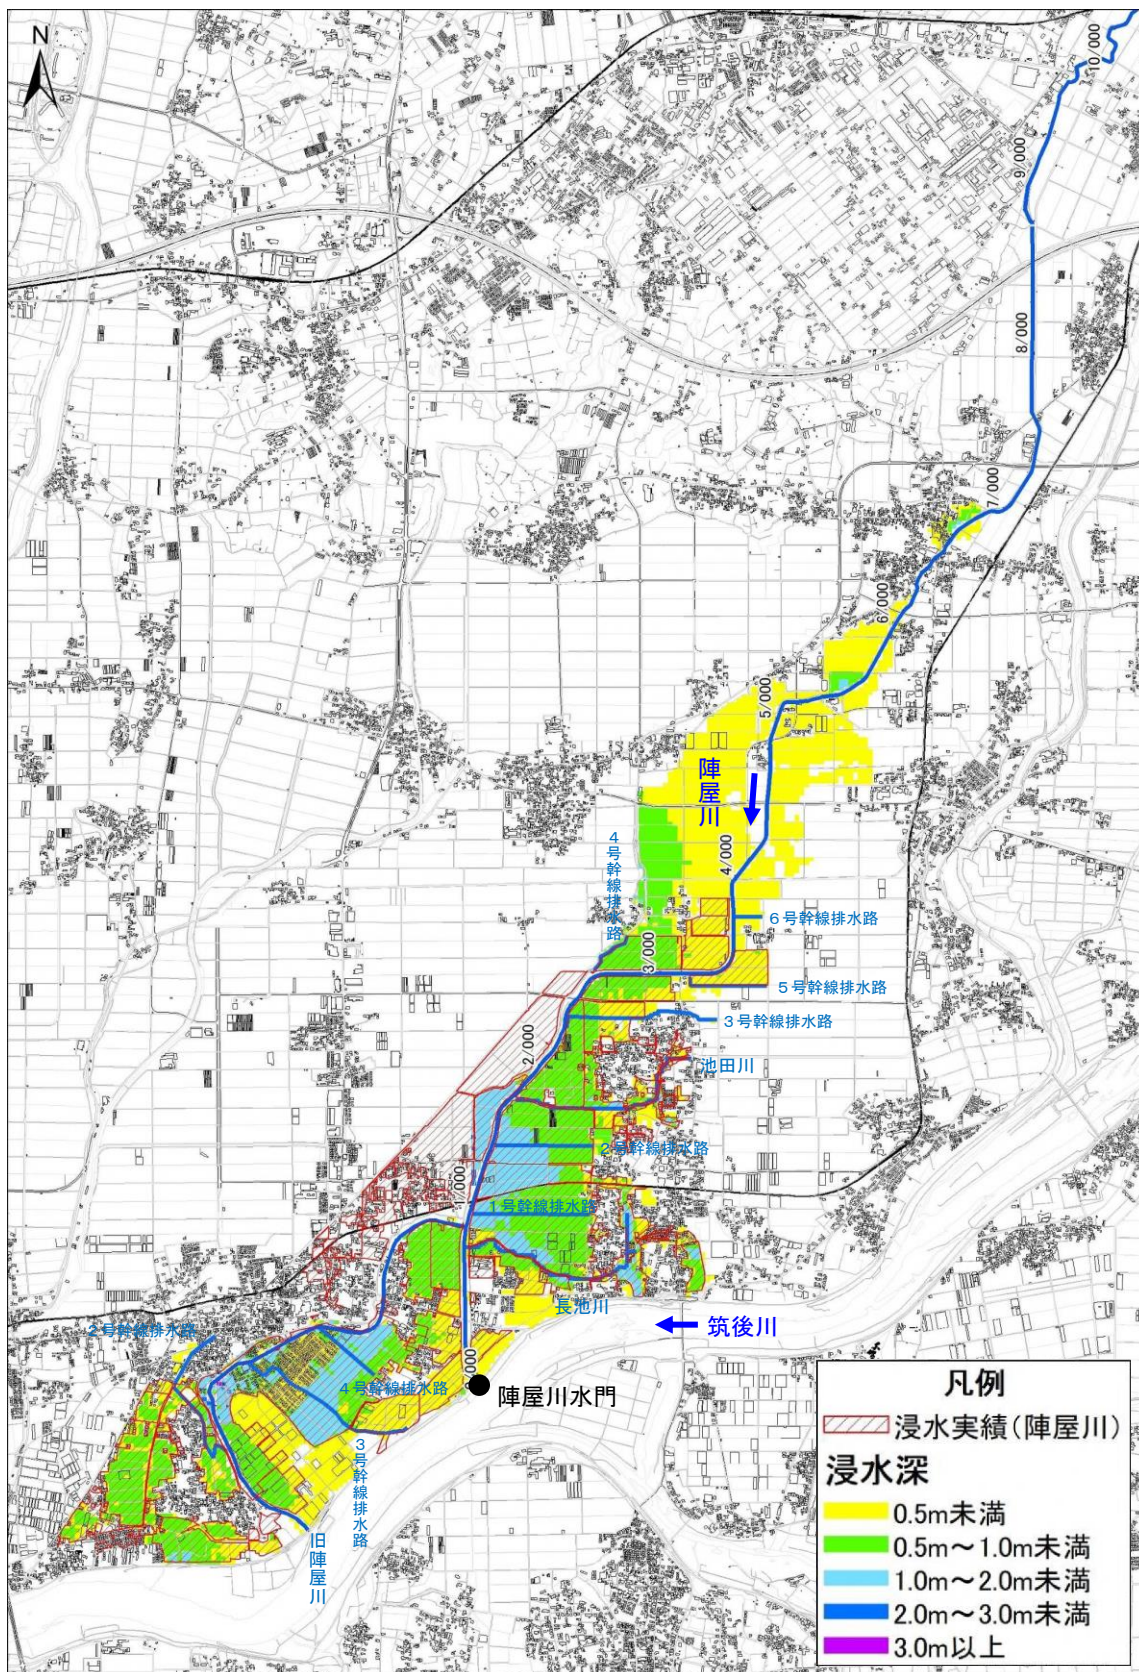 N
10/000
9/000
8/000
7/000
6/000
5/000
陣屋川
4/000
4号幹線排水路
6号幹線排水路
3/000
5号幹線排水路
3号幹線排水路
2/000
池田川
2号幹線排水路
1/000
1号幹線排水路
長池川
筑後川
2号幹線排水路
0/000
4号幹線排水路
陣屋川水門
3号幹線排水路
旧陣屋川
凡例
浸水実績(陣屋川)
浸水深
0.5m未満
0.5m~1.0m未満
1.0m~2.0m未満
2.0m~3.0m未満
3.0m以上